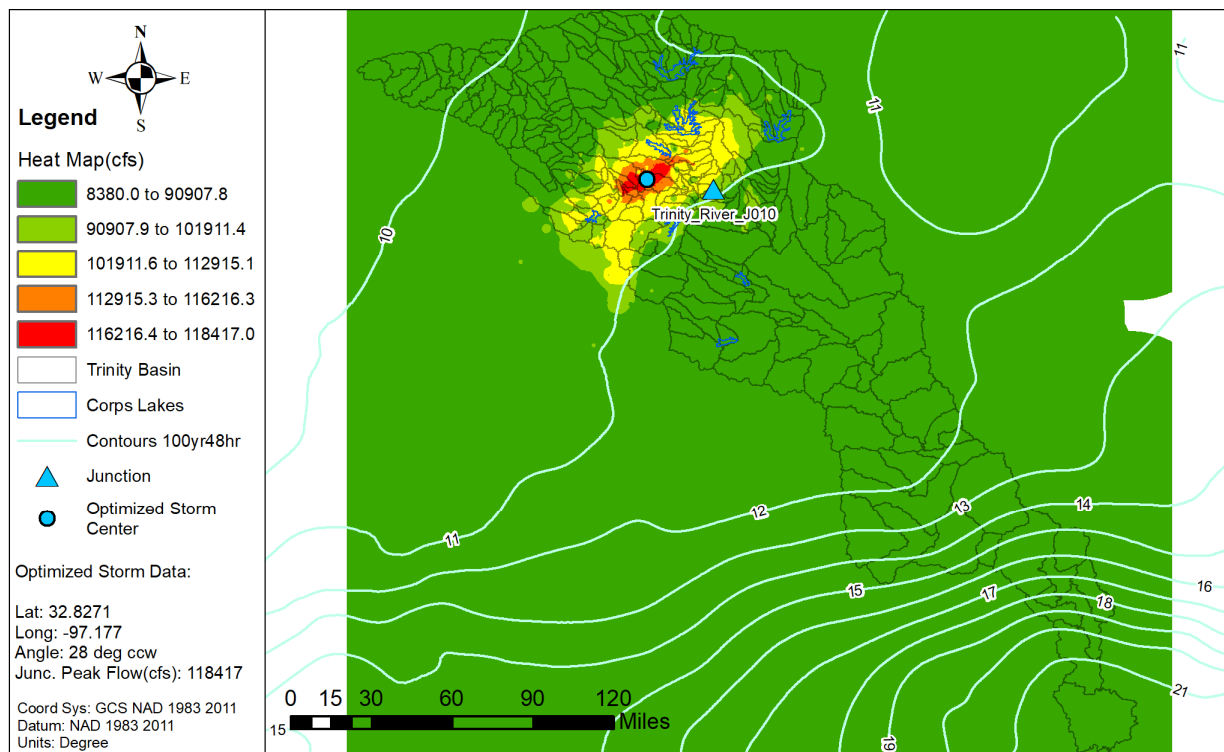 N
W E
S
Legend
Heat Map(cfs)
8380.0 to 90907.8
90907.9 to 101911.4
101911.6 to 112915.1
112915.3 to 116216.3
116216.4 to 118417.0
Trinity Basin
Corps Lakes
Contours 100yr48hr
Junction
Optimized Storm
Center
Optimized Storm Data:
Lat: 32.8271
Long: -97.177
Angle: 28 deg ccw
Junc. Peak Flow(cfs): 118417
Coord Sys: GCS NAD 1983 2011
Datum: NAD 1983 2011
Units: Degree
11
11
10
Trinity_River_J010
11
12
13
14
15
16
17
18
19
21
15
0 15 30 60 90 120
Miles